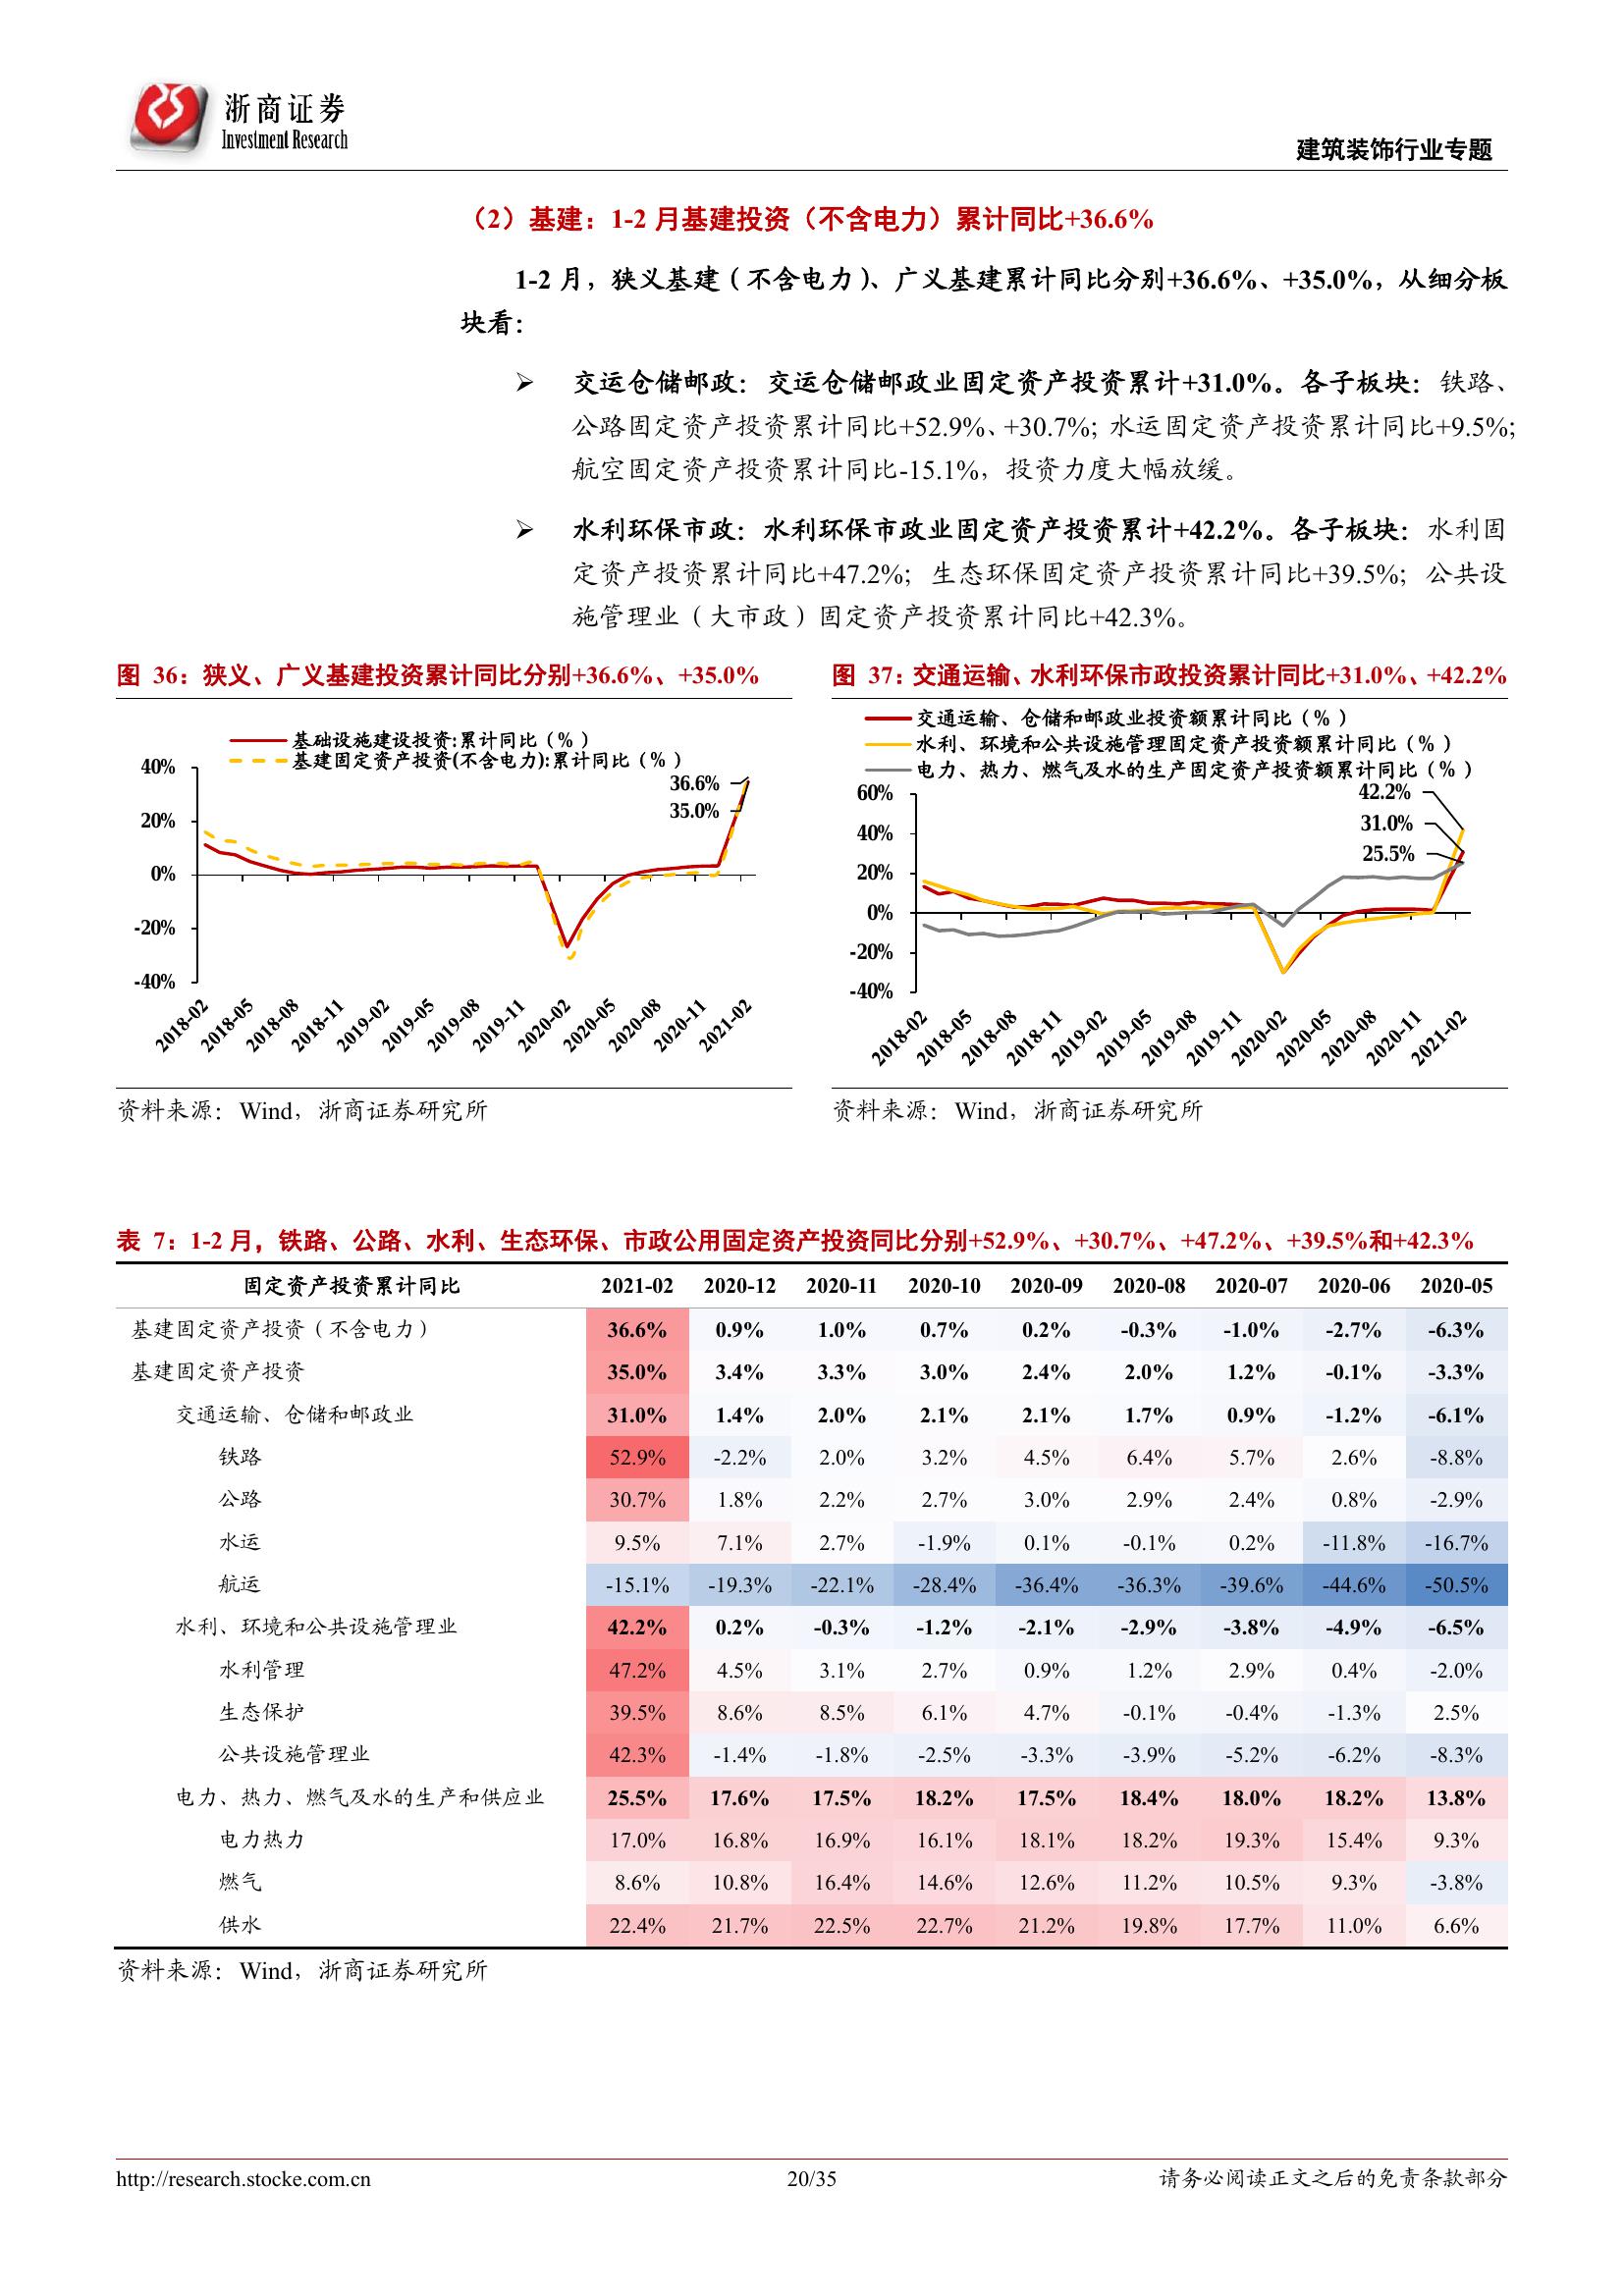 浙商证券
Investment Research
建筑装饰行业专题
（2）基建：1-2 月基建投资（不含电力）累计同比+36.6%
1-2 月，狭义基建（不含电力）、广义基建累计同比分别+36.6%、+35.0%，从细分板
块看：
➢ 交运仓储邮政：交运仓储邮政业固定资产投资累计+31.0%。各子板块：铁路、
公路固定资产投资累计同比+52.9%、+30.7%；水运固定资产投资累计同比+9.5%；
航空固定资产投资累计同比-15.1%，投资力度大幅放缓。
➢ 水利环保市政：水利环保市政业固定资产投资累计+42.2%。各子板块：水利固
定资产投资累计同比+47.2%；生态环保固定资产投资累计同比+39.5%；公共设
施管理业（大市政）固定资产投资累计同比+42.3%。
图 36：狭义、广义基建投资累计同比分别+36.6%、+35.0%
基础设施建设投资:累计同比（%）
基建固定资产投资(不含电力):累计同比（%）
40%
20%
0%
-20%
-40%
36.6%
35.0%
2018-02 2018-05 2018-08 2018-11 2019-02 2019-05 2019-08 2019-11 2020-02 2020-05 2020-08 2020-11 2021-02
资料来源：Wind，浙商证券研究所
图 37：交通运输、水利环保市政投资累计同比+31.0%、+42.2%
交通运输、仓储和邮政业投资额累计同比（%）
水利、环境和公共设施管理固定资产投资额累计同比（%）
电力、热力、燃气及水的生产固定资产投资额累计同比（%）
60%
40%
20%
0%
-20%
-40%
42.2%
31.0%
25.5%
2018-02 2018-05 2018-08 2018-11 2019-02 2019-05 2019-08 2019-11 2020-02 2020-05 2020-08 2020-11 2021-02
资料来源：Wind，浙商证券研究所
表 7：1-2 月，铁路、公路、水利、生态环保、市政公用固定资产投资同比分别+52.9%、+30.7%、+47.2%、+39.5%和+42.3%
固定资产投资累计同比 2021-02 2020-12 2020-11 2020-10 2020-09 2020-08 2020-07 2020-06 2020-05
基建固定资产投资（不含电力） 36.6% 0.9% 1.0% 0.7% 0.2% -0.3% -1.0% -2.7% -6.3%
基建固定资产投资 35.0% 3.4% 3.3% 3.0% 2.4% 2.0% 1.2% -0.1% -3.3%
交通运输、仓储和邮政业 31.0% 1.4% 2.0% 2.1% 2.1% 1.7% 0.9% -1.2% -6.1%
铁路 52.9% -2.2% 2.0% 3.2% 4.5% 6.4% 5.7% 2.6% -8.8%
公路 30.7% 1.8% 2.2% 2.7% 3.0% 2.9% 2.4% 0.8% -2.9%
水运 9.5% 7.1% 2.7% -1.9% 0.1% -0.1% 0.2% -11.8% -16.7%
航运 -15.1% -19.3% -22.1% -28.4% -36.4% -36.3% -39.6% -44.6% -50.5%
水利、环境和公共设施管理业 42.2% 0.2% -0.3% -1.2% -2.1% -2.9% -3.8% -4.9% -6.5%
水利管理 47.2% 4.5% 3.1% 2.7% 0.9% 1.2% 2.9% 0.4% -2.0%
生态保护 39.5% 8.6% 8.5% 6.1% 4.7% -0.1% -0.4% -1.3% 2.5%
公共设施管理业 42.3% -1.4% -1.8% -2.5% -3.3% -3.9% -5.2% -6.2% -8.3%
电力、热力、燃气及水的生产和供应业 25.5% 17.6% 17.5% 18.2% 17.5% 18.4% 18.0% 18.2% 13.8%
电力热力 17.0% 16.8% 16.9% 16.1% 18.1% 18.2% 19.3% 15.4% 9.3%
燃气 8.6% 10.8% 16.4% 14.6% 12.6% 11.2% 10.5% 9.3% -3.8%
供水 22.4% 21.7% 22.5% 22.7% 21.2% 19.8% 17.7% 11.0% 6.6%
资料来源：Wind，浙商证券研究所
http://research.stocke.com.cn
20/35
请务必阅读正文之后的免责条款部分